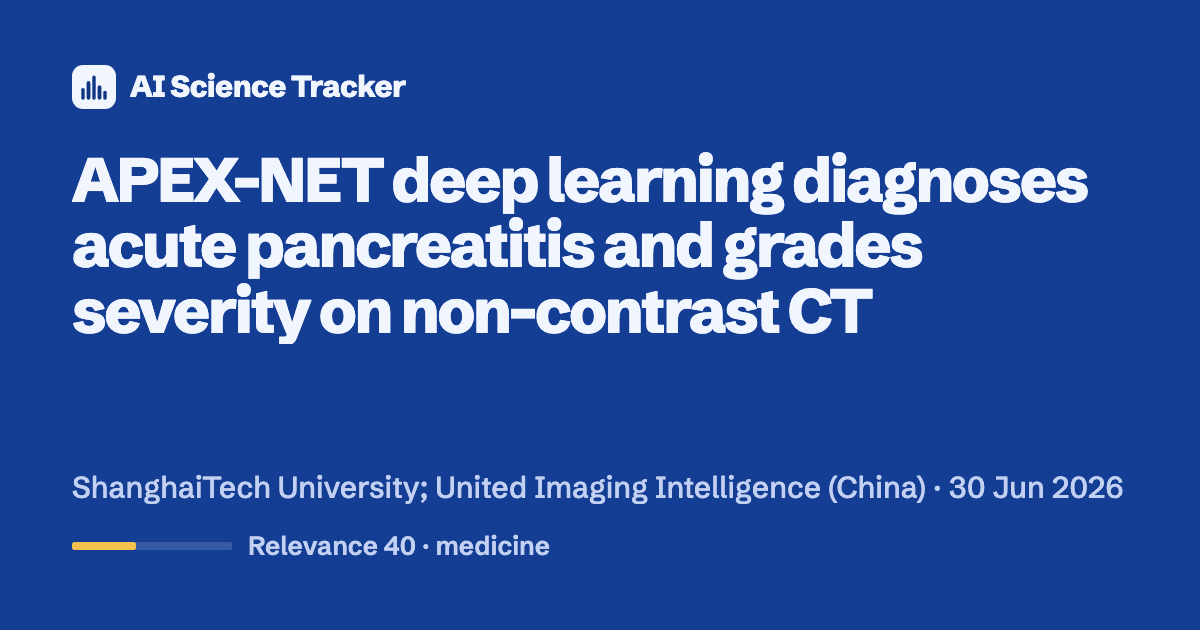 AI Science Tracker
APEX-NET deep learning diagnoses
acute pancreatitis and grades
severity on non-contrast CT
ShanghaiTech University; United Imaging Intelligence (China) · 30 Jun 2026
Relevance 40 · medicine